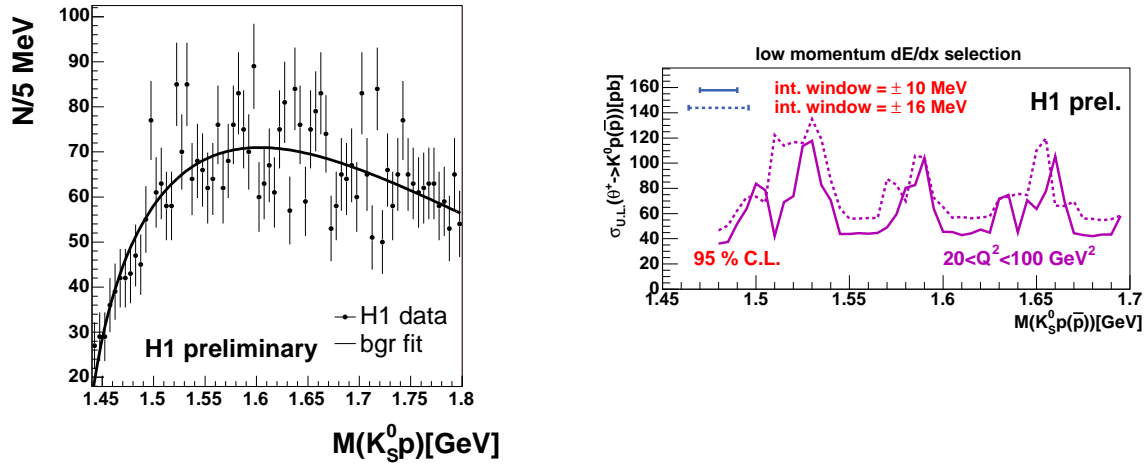 N/5 MeV
100
90
80
70
60
50
40
30
20
H1 data
bgr fit
H1 preliminary
1.45 1.5 1.55 1.6 1.65 1.7 1.75 1.8
M(K⁰ₛp)[GeV]
low momentum dE/dx selection
σ_U.L.(θ⁺->K⁰p(p̅))[pb]
160
140
120
100
80
60
40
20
0
int. window = ± 10 MeV
int. window = ± 16 MeV
H1 prel.
95 % C.L.
20<Q²<100 GeV²
1.45 1.5 1.55 1.6 1.65 1.7
M(K⁰ₛp(p̅))[GeV]